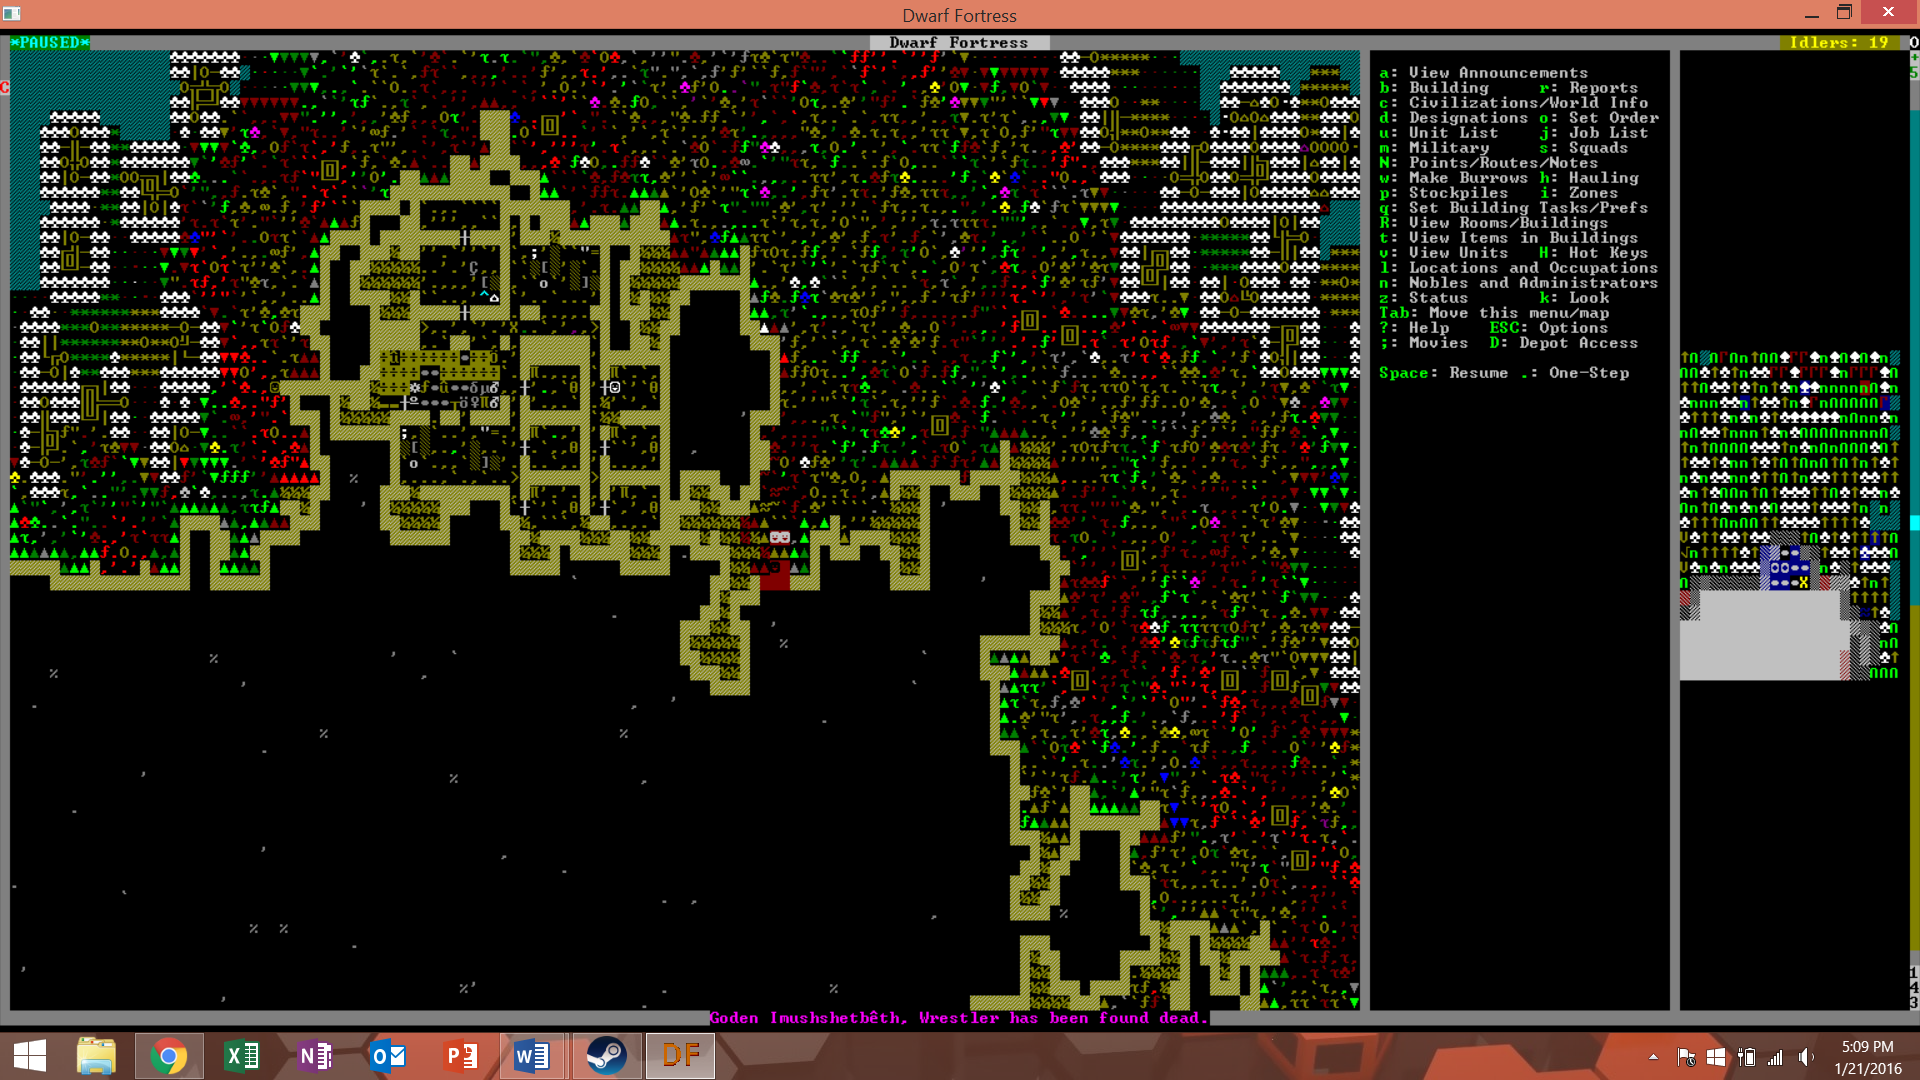 Dwarf Fortress
*PAUSED*
Dwarf Fortress
Idlers: 19
a: View Announcements
b: Building r: Reports
c: Civilizations/World Info
d: Designations o: Set Order
u: Unit List j: Job List
m: Military s: Squads
N: Points/Routes/Notes
w: Make Burrows h: Hauling
p: Stockpiles i: Zones
q: Set Building Tasks/Prefs
R: View Rooms/Buildings
t: View Items in Buildings
v: View Units H: Hot Keys
l: Locations and Occupations
n: Nobles and Administrators
z: Status k: Look
Tab: Move this menu/map
?: Help ESC: Options
;: Movies D: Depot Access
Space: Resume .: One-Step
Goden Imushshetbêth, Wrestler has been found dead.
DF
5:09 PM
1/21/2016